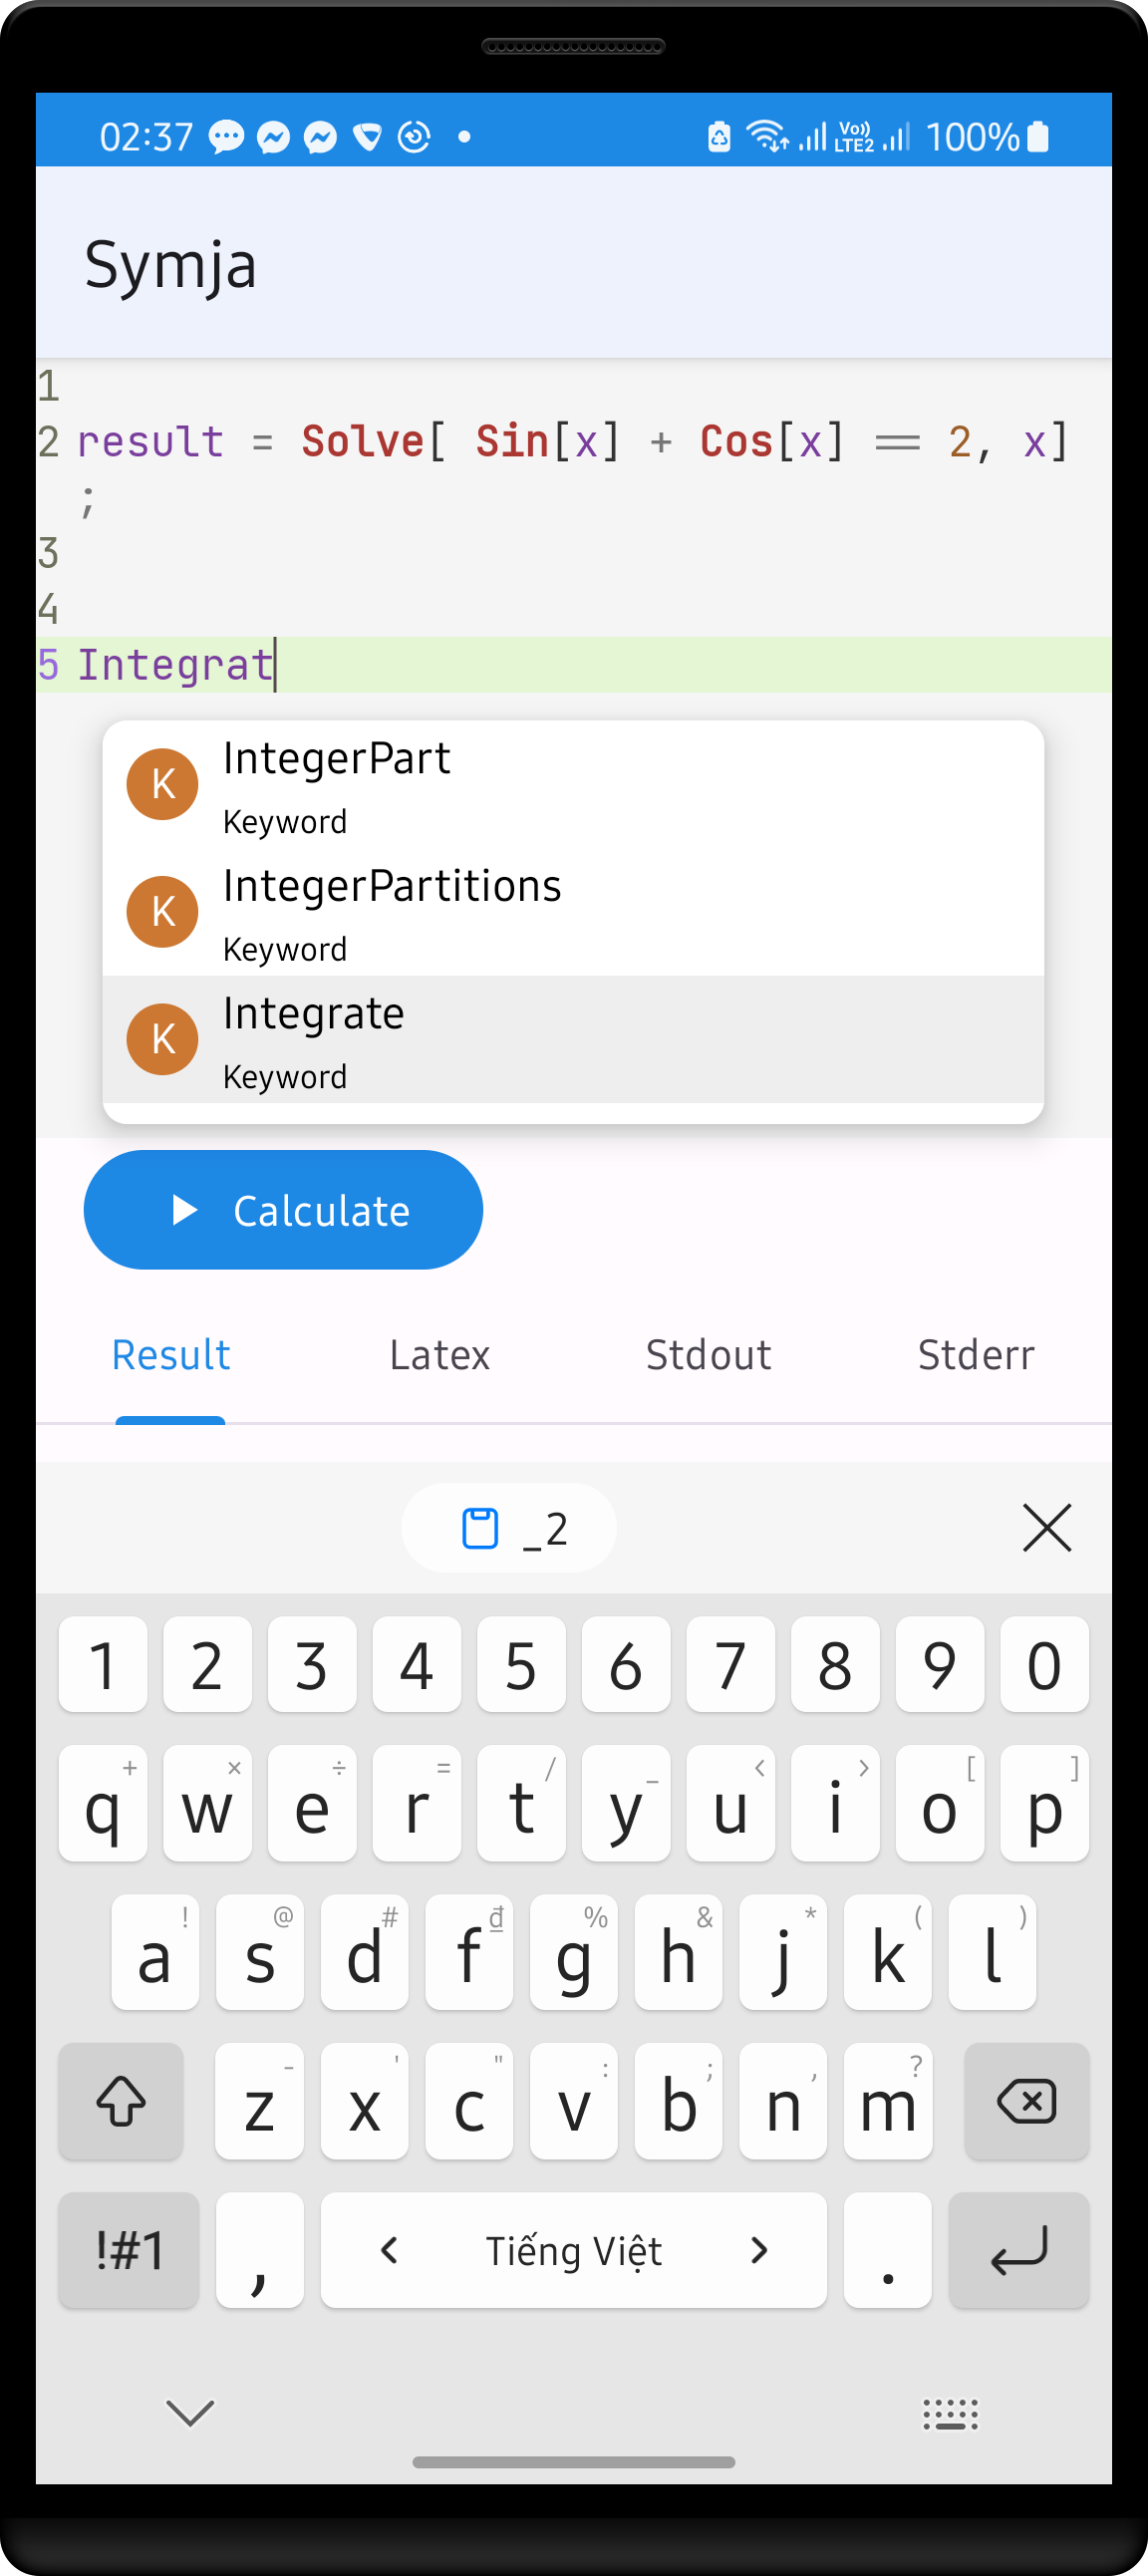 02:37 Vo)) LTE2 100%
Symja
1
2 result = Solve[ Sin[x] + Cos[x] == 2, x]
;
3
4
5 Integrat
K IntegerPart
Keyword
K IntegerPartitions
Keyword
K Integrate
Keyword
Calculate
Result Latex Stdout Stderr
_2
1 2 3 4 5 6 7 8 9 0
+ × ÷ = / _ < > [ ]
q w e r t y u i o p
! @ # ₫ % & * ( )
a s d f g h j k l
- ' " : ; , ?
z x c v b n m
!#1 , < Tiếng Việt > .